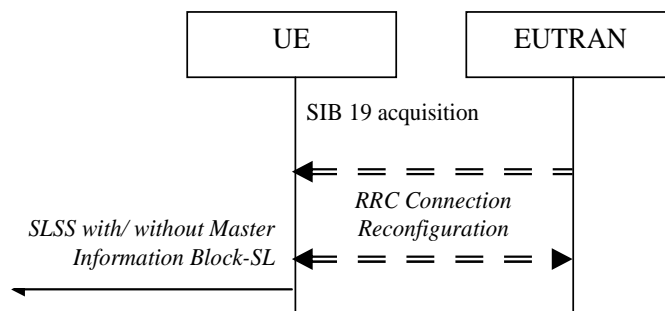 UE
EUTRAN
SIB 19 acquisition
RRC Connection
Reconfiguration
SLSS with/ without Master
Information Block-SL